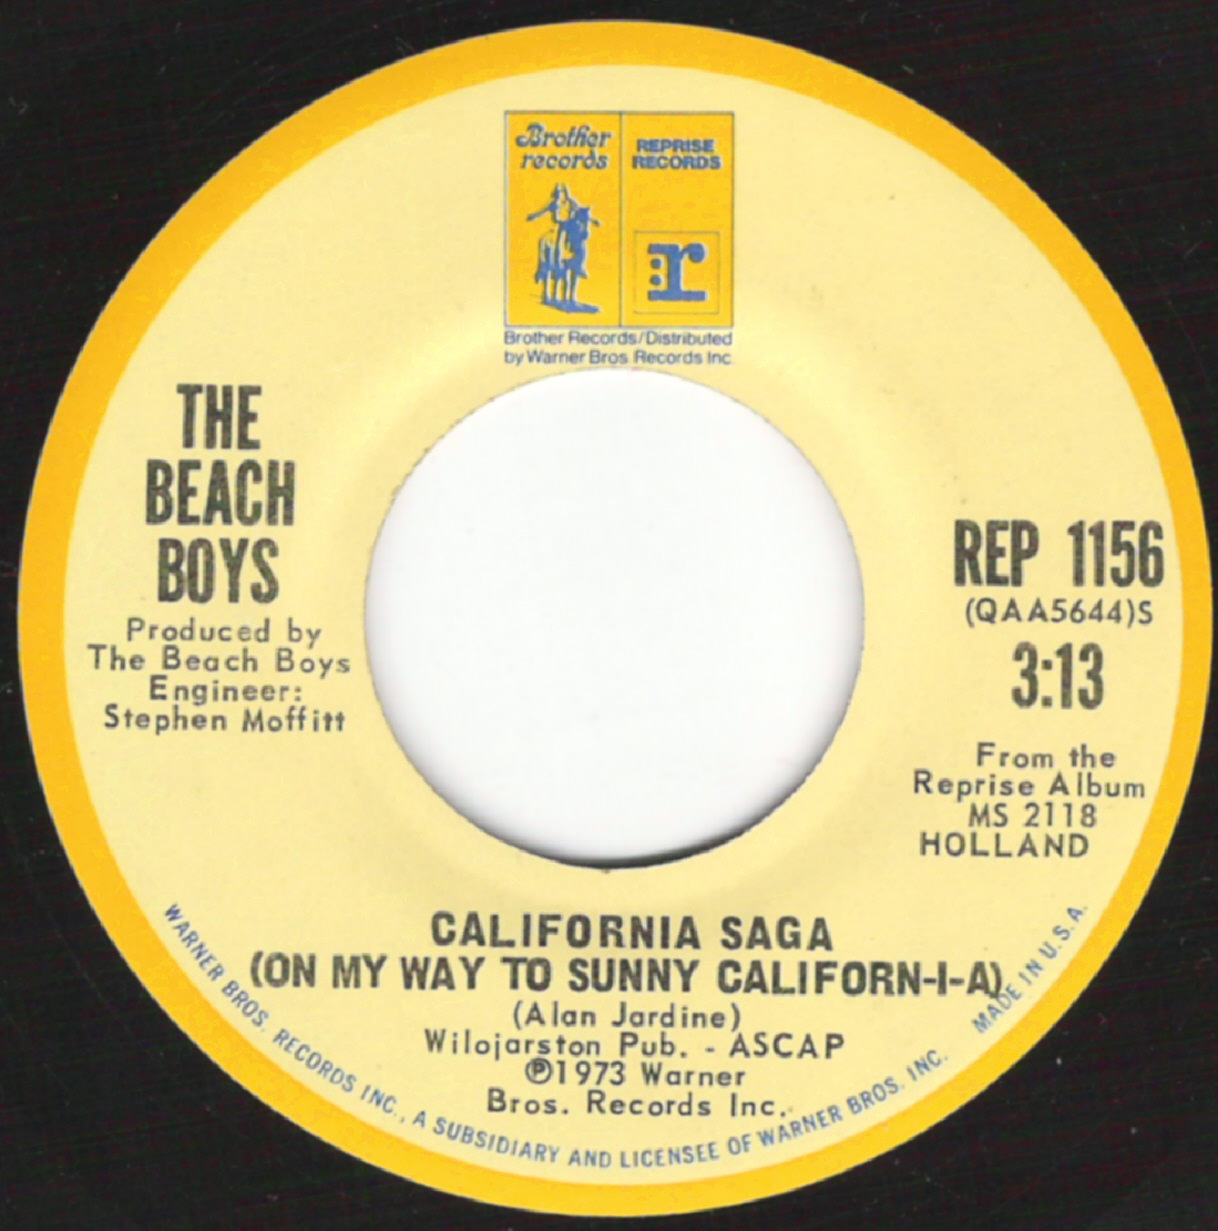 Brother
records
REPRISE
RECORDS
r
Brother Records/Distributed
by Warner Bros. Records Inc.
THE
BEACH
BOYS
Produced by
The Beach Boys
Engineer:
Stephen Moffitt
REP 1156
(QAA5644)S
3:13
From the
Reprise Album
MS 2118
HOLLAND
CALIFORNIA SAGA
(ON MY WAY TO SUNNY CALIFORN-I-A)
(Alan Jardine)
Wilojarston Pub. - ASCAP
℗1973 Warner
Bros. Records Inc.
WARNER BROS. RECORDS INC., A SUBSIDIARY AND LICENSEE OF WARNER BROS. INC.
MADE IN U.S.A.